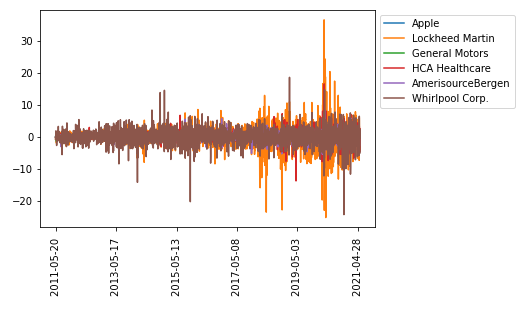 30
20
10
0
−10
−20
2011-05-20
2013-05-17
2015-05-13
2017-05-08
2019-05-03
2021-04-28
Apple
Lockheed Martin
General Motors
HCA Healthcare
AmerisourceBergen
Whirlpool Corp.